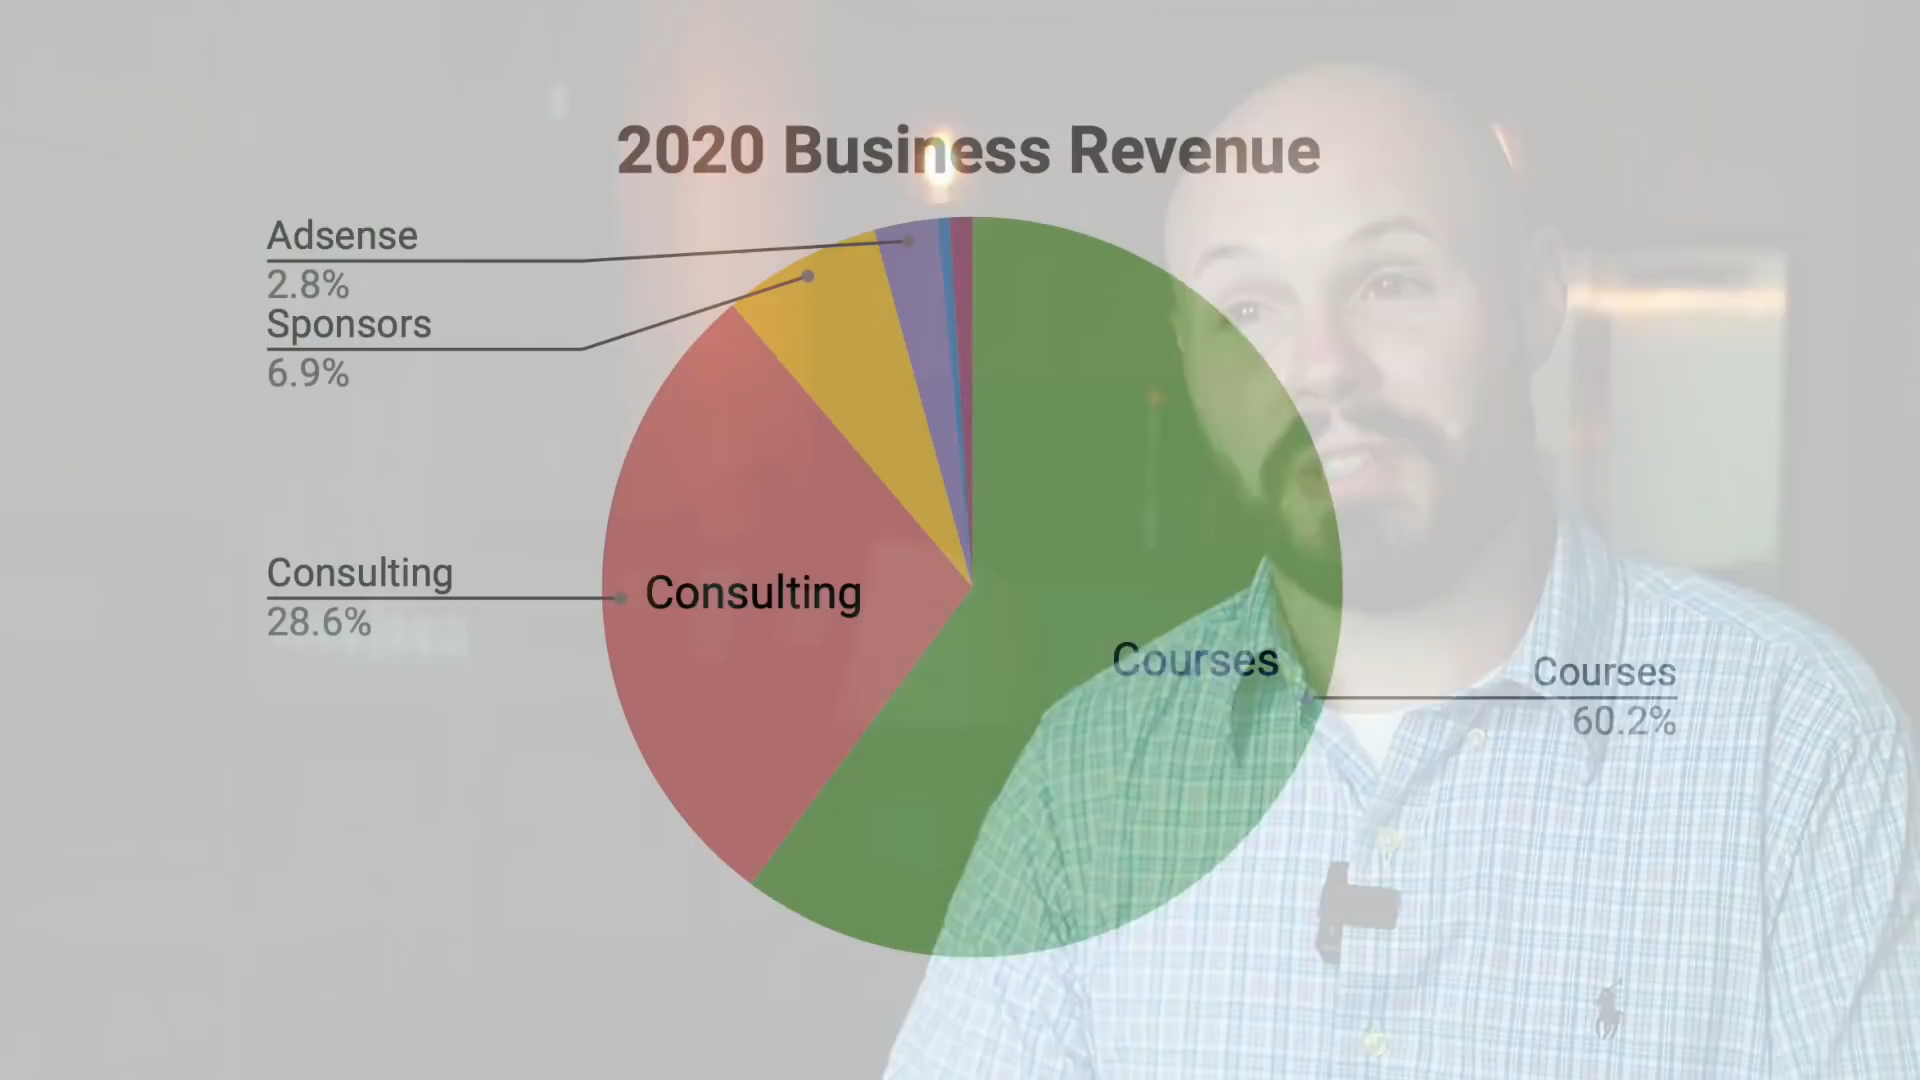 2020 Business Revenue
Adsense
2.8%
Sponsors
6.9%
Consulting
28.6%
Consulting
Courses
Courses
60.2%